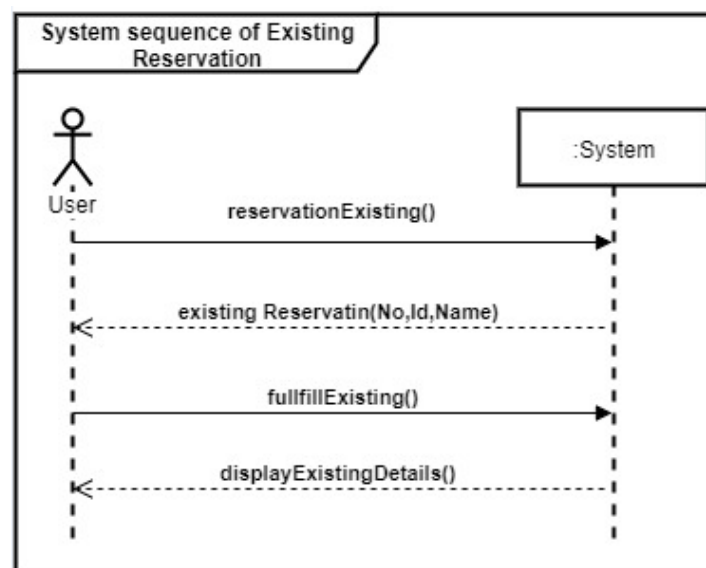 System sequence of Existing
Reservation
:System
User
reservationExisting()
existing Reservatin(No,Id,Name)
fullfillExisting()
displayExistingDetails()